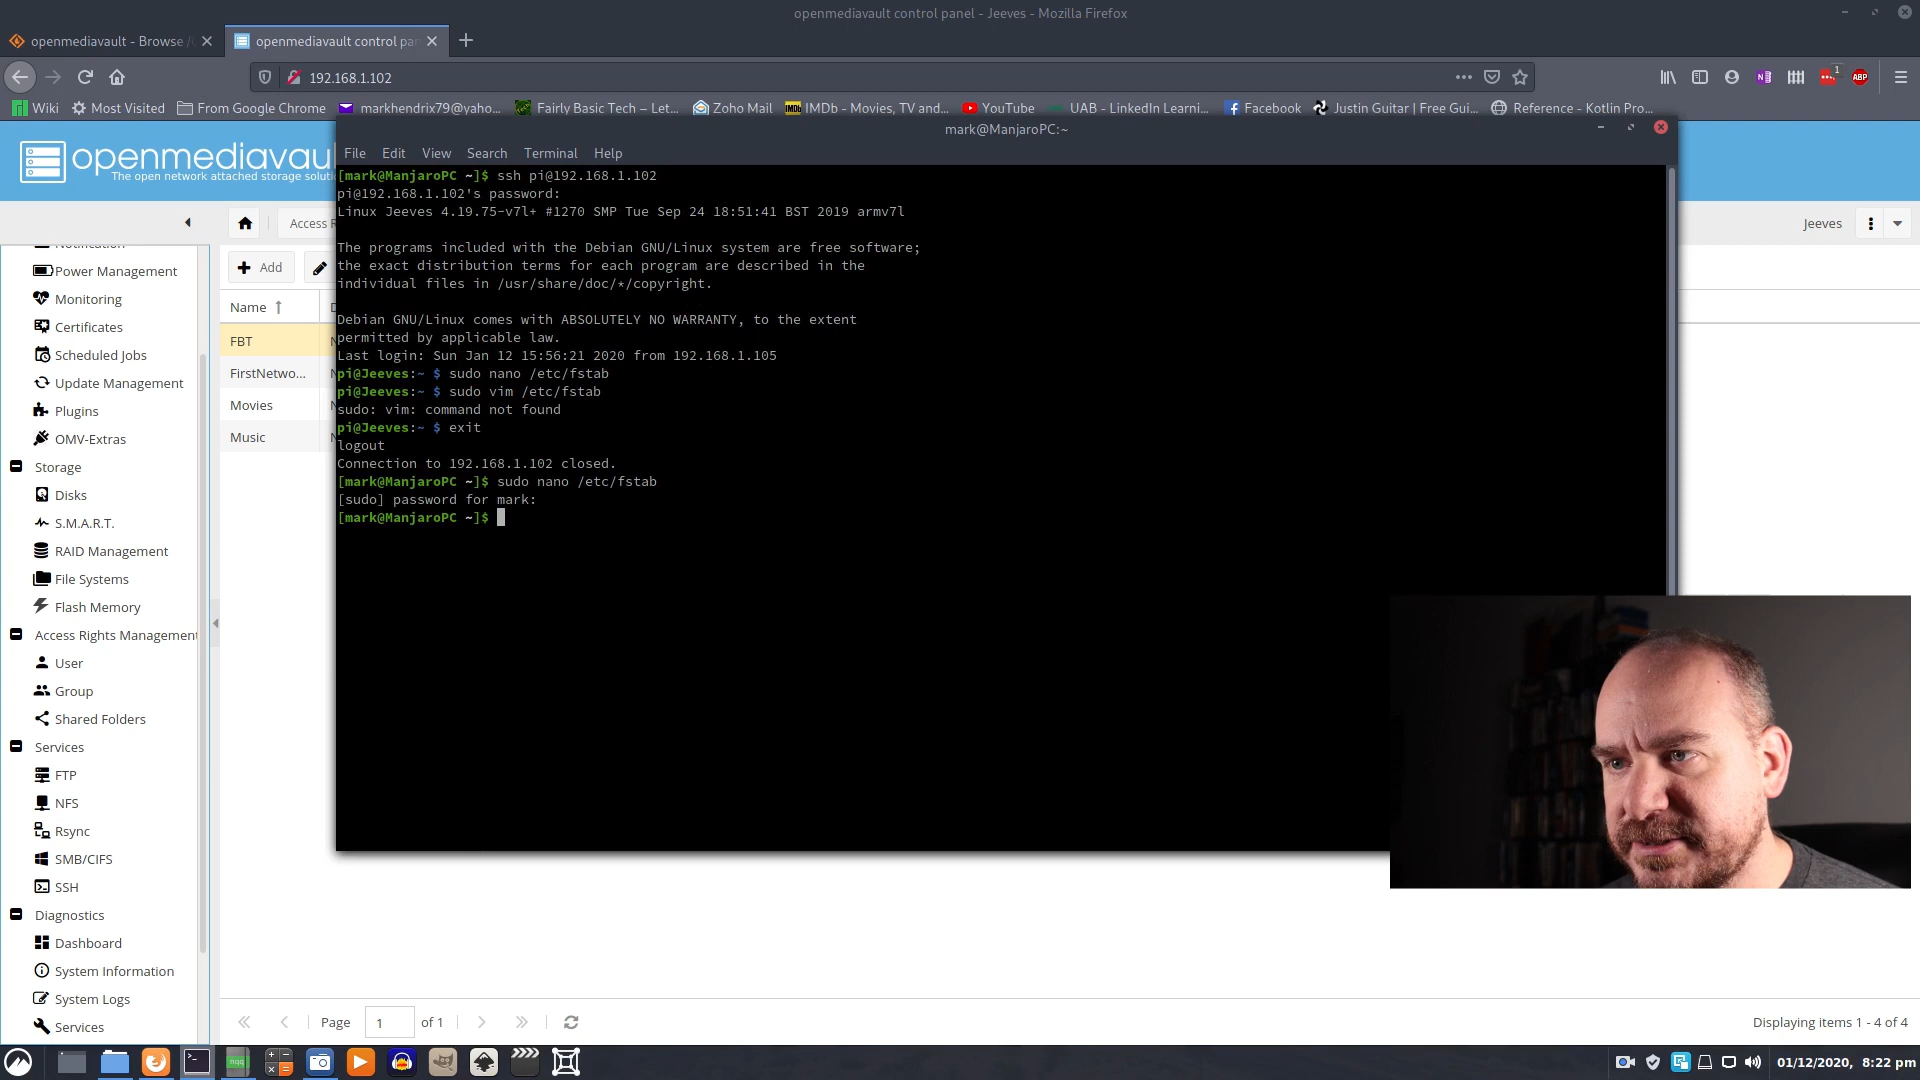 openmediavault control panel - Jeeves - Mozilla Firefox
openmediavault - Browse /
openmediavault control pa
192.168.1.102
1
ABP
Wiki
Most Visited
From Google Chrome
markhendrix79@yaho...
Fairly Basic Tech – Let...
Zoho Mail
IMDb - Movies, TV and...
YouTube
UAB - LinkedIn Learni...
Facebook
Justin Guitar | Free Gui...
Reference - Kotlin Pro...
openmediavau
The open network attached storage soluti
mark@ManjaroPC:~
File Edit View Search Terminal Help
[mark@ManjaroPC ~]$ ssh pi@192.168.1.102
pi@192.168.1.102's password:
Linux Jeeves 4.19.75-v7l+ #1270 SMP Tue Sep 24 18:51:41 BST 2019 armv7l
The programs included with the Debian GNU/Linux system are free software;
the exact distribution terms for each program are described in the
individual files in /usr/share/doc/*/copyright.
Debian GNU/Linux comes with ABSOLUTELY NO WARRANTY, to the extent
permitted by applicable law.
Last login: Sun Jan 12 15:56:21 2020 from 192.168.1.105
pi@Jeeves:~ $ sudo nano /etc/fstab
pi@Jeeves:~ $ sudo vim /etc/fstab
sudo: vim: command not found
pi@Jeeves:~ $ exit
logout
Connection to 192.168.1.102 closed.
[mark@ManjaroPC ~]$ sudo nano /etc/fstab
[sudo] password for mark:
[mark@ManjaroPC ~]$
Access R
Jeeves
Add
Name
FBT
FirstNetwo...
Movies
Music
Notification
Power Management
Monitoring
Certificates
Scheduled Jobs
Update Management
Plugins
OMV-Extras
Storage
Disks
S.M.A.R.T.
RAID Management
File Systems
Flash Memory
Access Rights Management
User
Group
Shared Folders
Services
FTP
NFS
Rsync
SMB/CIFS
SSH
Diagnostics
Dashboard
System Information
System Logs
Services
Page 1 of 1
Displaying items 1 - 4 of 4
nqq
01/12/2020, 8:22 pm